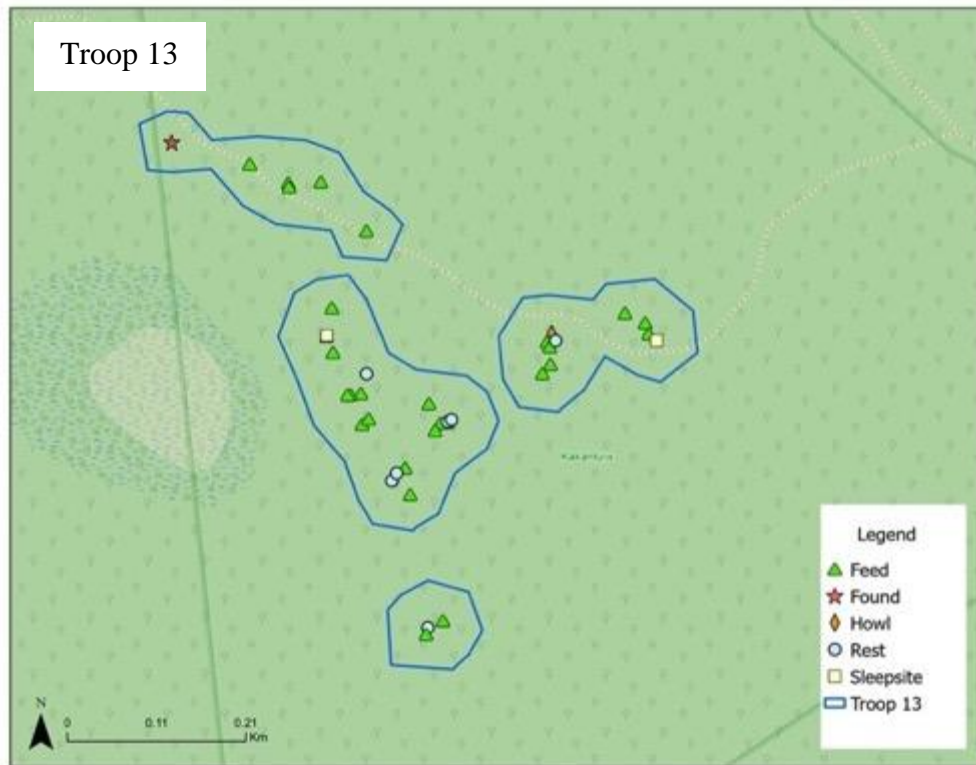 Troop 13
Legend
Feed
Found
Howl
Rest
Sleepsite
Troop 13
N
0 0.11 0.21
Km